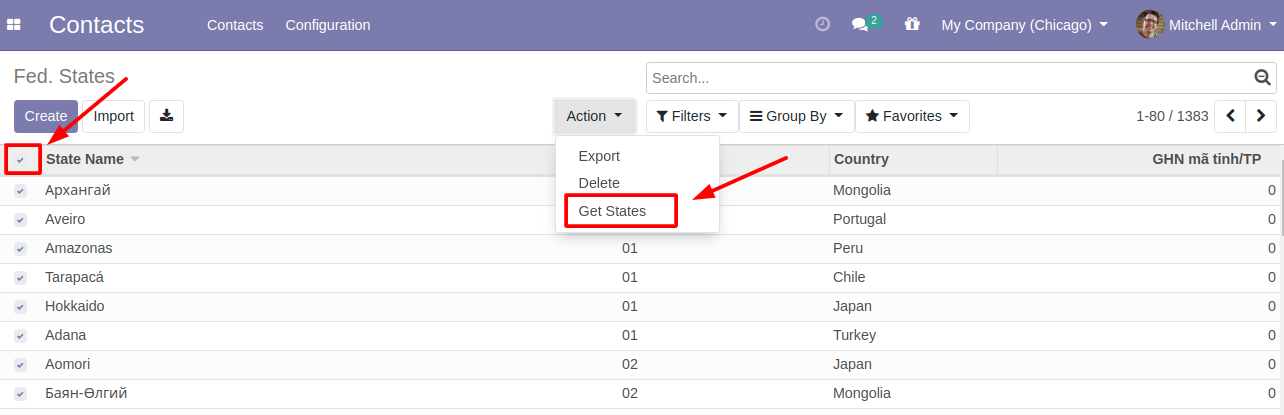 Contacts Contacts Configuration 2 My Company (Chicago) Mitchell Admin
Fed. States Search...
Create Import Action Filters Group By Favorites 1-80 / 1383
State Name Country GHN mã tỉnh/TP
Export
Delete
Get States
Архангай Mongolia 0
Aveiro Portugal 0
Amazonas 01 Peru 0
Tarapacá 01 Chile 0
Hokkaido 01 Japan 0
Adana 01 Turkey 0
Aomori 02 Japan 0
Баян-Өлгий 02 Mongolia 0